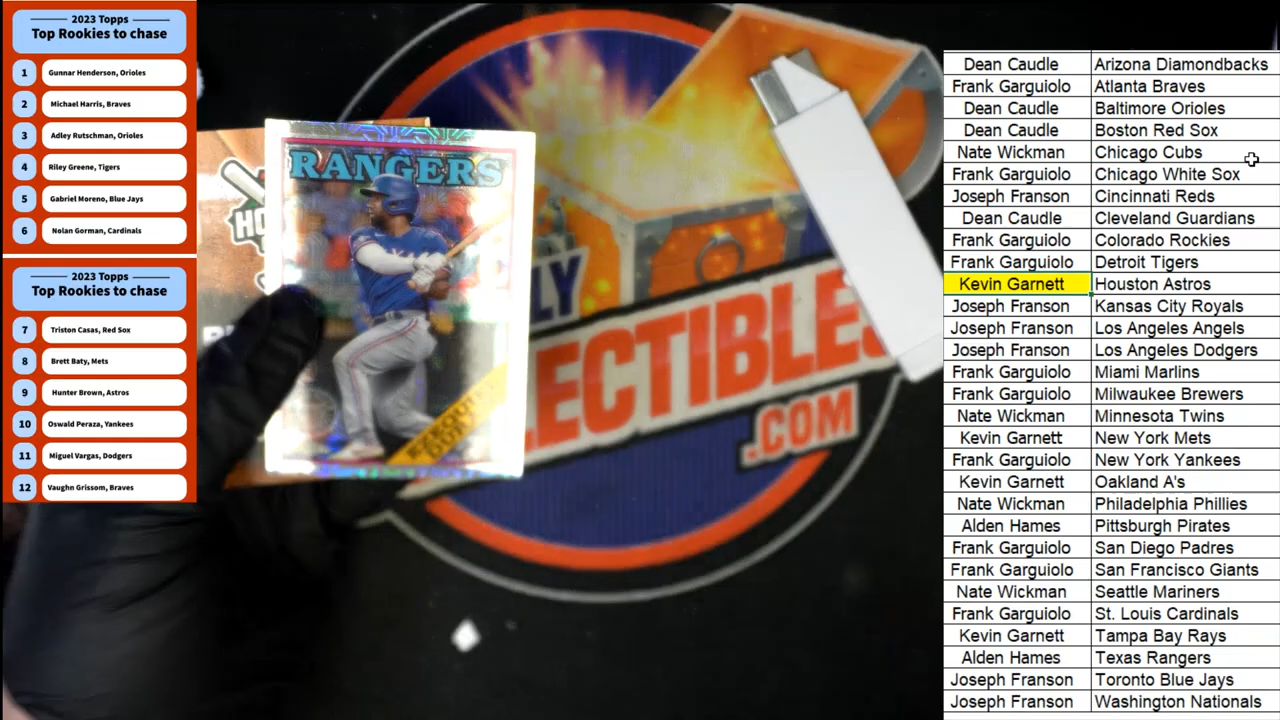 2023 Topps
Top Rookies to chase
1 Gunnar Henderson, Orioles
2 Michael Harris, Braves
3 Adley Rutschman, Orioles
4 Riley Greene, Tigers
5 Gabriel Moreno, Blue Jays
6 Nolan Gorman, Cardinals
2023 Topps
Top Rookies to chase
7 Triston Casas, Red Sox
8 Brett Baty, Mets
9 Hunter Brown, Astros
10 Oswald Peraza, Yankees
11 Miguel Vargas, Dodgers
12 Vaughn Grissom, Braves
RANGERS
LY
LECTIBLES
.COM
Dean Caudle Arizona Diamondbacks
Frank Garguiolo Atlanta Braves
Dean Caudle Baltimore Orioles
Dean Caudle Boston Red Sox
Nate Wickman Chicago Cubs
Frank Garguiolo Chicago White Sox
Joseph Franson Cincinnati Reds
Dean Caudle Cleveland Guardians
Frank Garguiolo Colorado Rockies
Frank Garguiolo Detroit Tigers
Kevin Garnett Houston Astros
Joseph Franson Kansas City Royals
Joseph Franson Los Angeles Angels
Joseph Franson Los Angeles Dodgers
Frank Garguiolo Miami Marlins
Frank Garguiolo Milwaukee Brewers
Nate Wickman Minnesota Twins
Kevin Garnett New York Mets
Frank Garguiolo New York Yankees
Kevin Garnett Oakland A's
Nate Wickman Philadelphia Phillies
Alden Hames Pittsburgh Pirates
Frank Garguiolo San Diego Padres
Frank Garguiolo San Francisco Giants
Nate Wickman Seattle Mariners
Frank Garguiolo St. Louis Cardinals
Kevin Garnett Tampa Bay Rays
Alden Hames Texas Rangers
Joseph Franson Toronto Blue Jays
Joseph Franson Washington Nationals